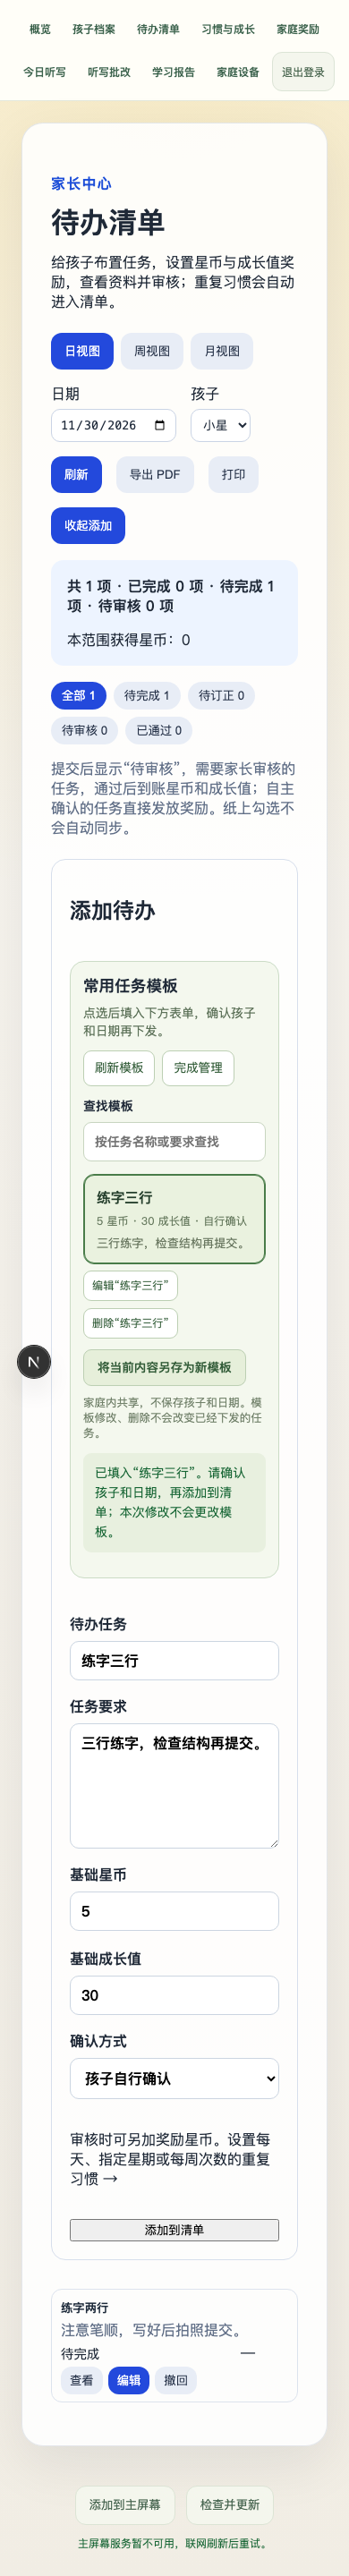 概览 孩子档案 待办清单 习惯与成长 家庭奖励
今日听写 听写批改 学习报告 家庭设备 退出登录
家长中心
待办清单
给孩子布置任务，设置星币与成长值奖
励，查看资料并审核；重复习惯会自动
进入清单。
日视图 周视图 月视图
日期 孩子
11/30/2026 小星
刷新 导出 PDF 打印
收起添加
共 1 项 · 已完成 0 项 · 待完成 1
项 · 待审核 0 项
本范围获得星币：0
全部 1 待完成 1 待订正 0
待审核 0 已通过 0
提交后显示“待审核”，需要家长审核的
任务，通过后到账星币和成长值；自主
确认的任务直接发放奖励。纸上勾选不
会自动同步。
添加待办
常用任务模板
点选后填入下方表单，确认孩子
和日期再下发。
刷新模板 完成管理
查找模板
按任务名称或要求查找
练字三行
5 星币 · 30 成长值 · 自行确认
三行练字，检查结构再提交。
编辑“练字三行”
删除“练字三行”
将当前内容另存为新模板
家庭内共享，不保存孩子和日期。模
板修改、删除不会改变已经下发的任
务。
已填入“练字三行”。请确认
孩子和日期，再添加到清
单；本次修改不会更改模
板。
待办任务
练字三行
任务要求
三行练字，检查结构再提交。
基础星币
5
基础成长值
30
确认方式
孩子自行确认
审核时可另加奖励星币。设置每
天、指定星期或每周次数的重复
习惯 →
添加到清单
练字两行
注意笔顺，写好后拍照提交。
待完成 —
查看 编辑 撤回
添加到主屏幕 检查并更新
主屏幕服务暂不可用，联网刷新后重试。
N